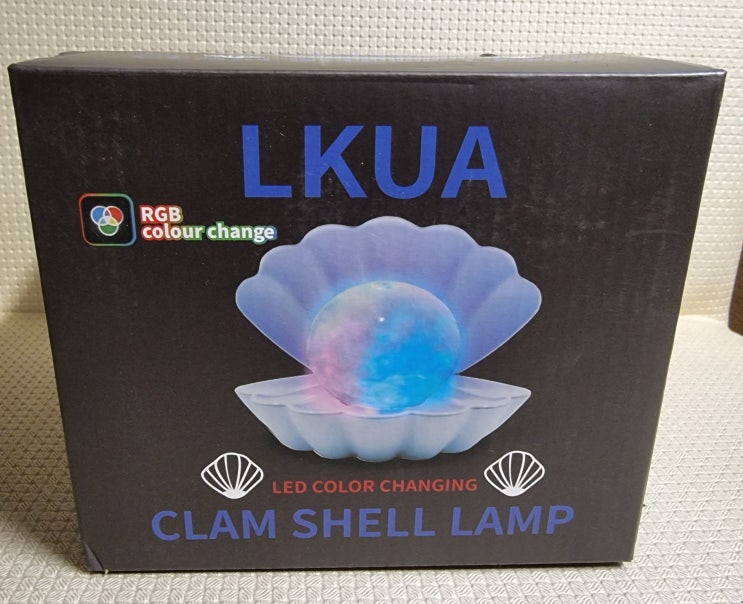 LKUA
RGB
colour change
LED COLOR CHANGING
CLAM SHELL LAMP